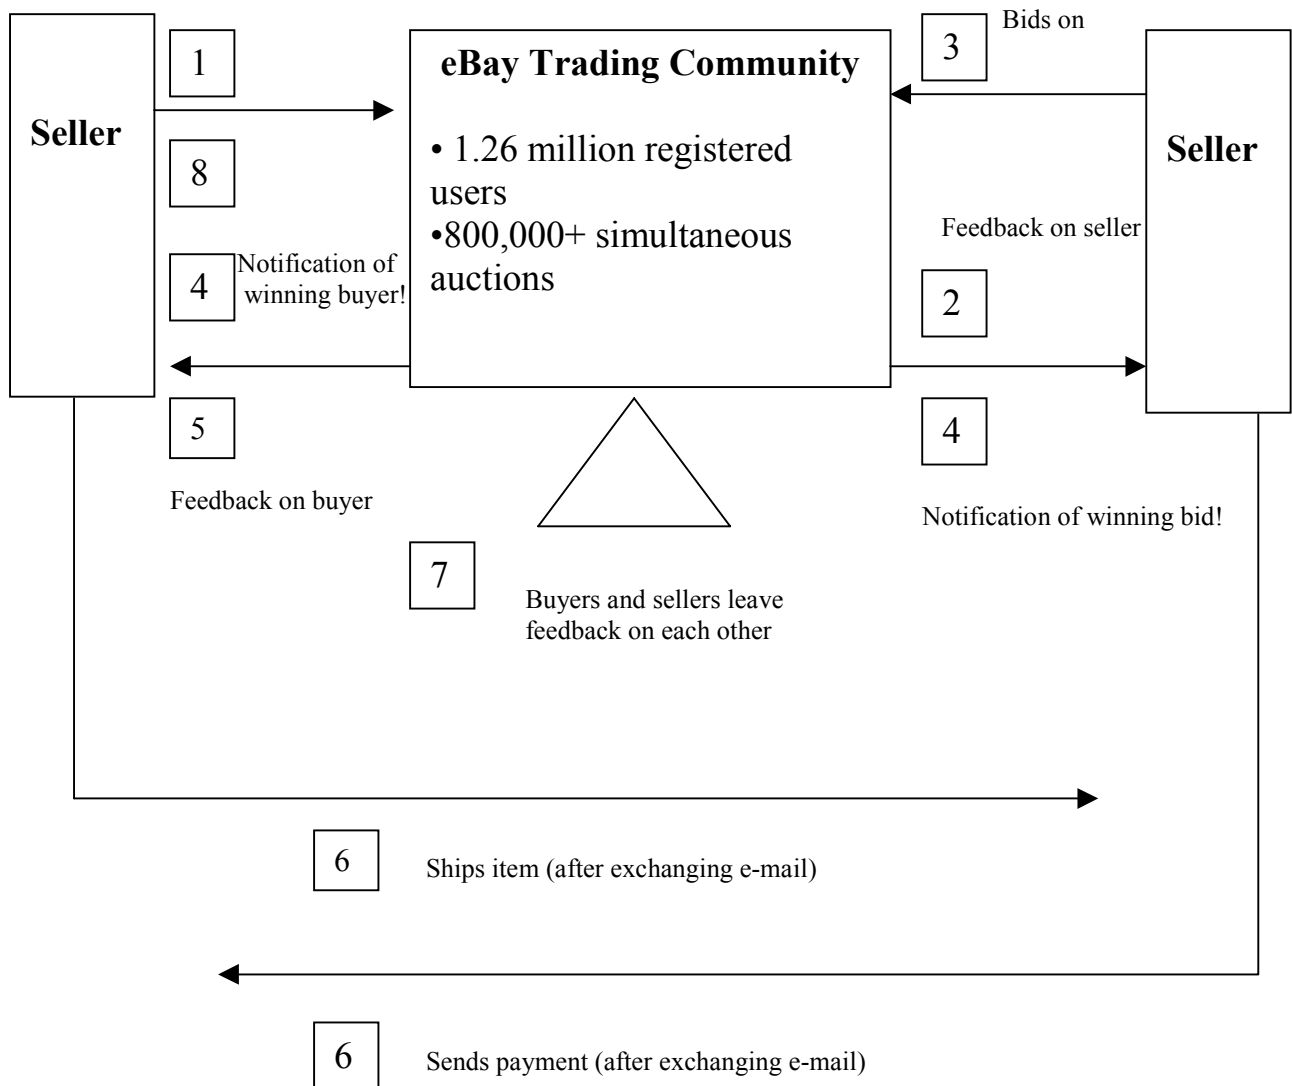 Seller
1
8
4
Notification of
winning buyer!
5
Feedback on buyer
eBay Trading Community
• 1.26 million registered
users
•800,000+ simultaneous
auctions
3
Bids on
Seller
Feedback on seller
2
4
Notification of winning bid!
7
Buyers and sellers leave
feedback on each other
6
Ships item (after exchanging e-mail)
6
Sends payment (after exchanging e-mail)